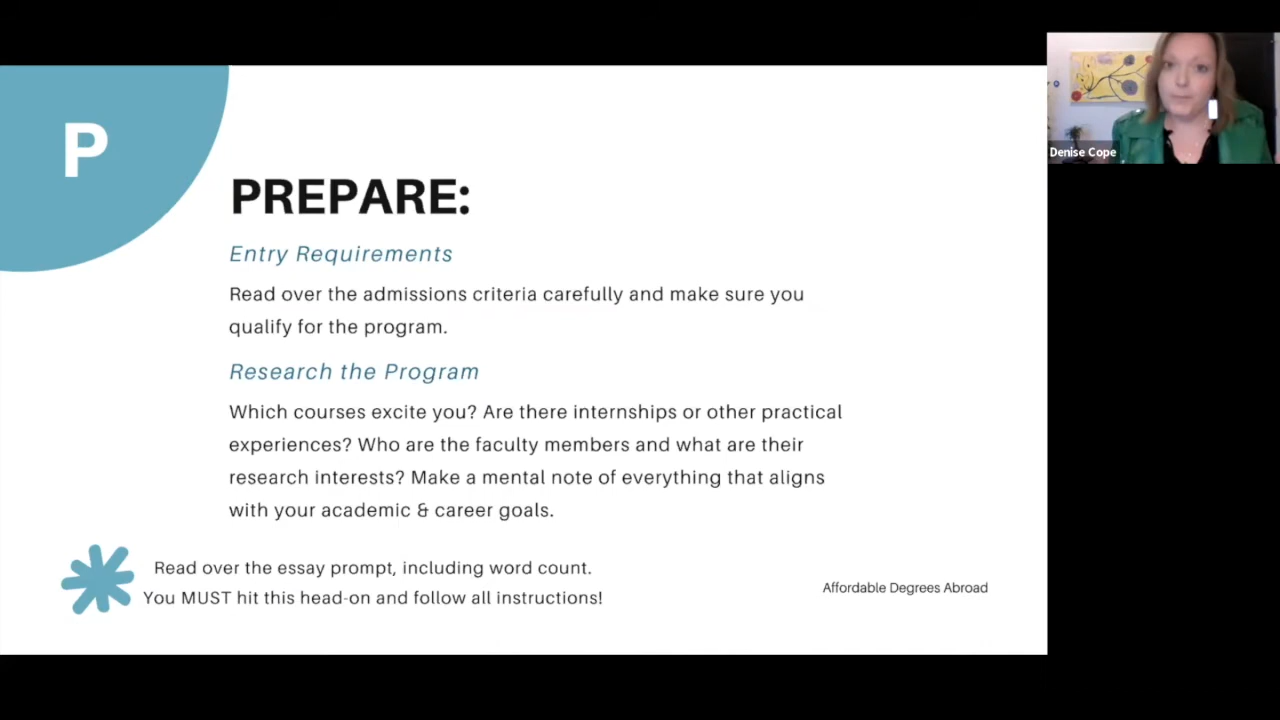 P
PREPARE:
Entry Requirements
Read over the admissions criteria carefully and make sure you
qualify for the program.
Research the Program
Which courses excite you? Are there internships or other practical
experiences? Who are the faculty members and what are their
research interests? Make a mental note of everything that aligns
with your academic & career goals.
Read over the essay prompt, including word count.
You MUST hit this head-on and follow all instructions!
Affordable Degrees Abroad
Denise Cope